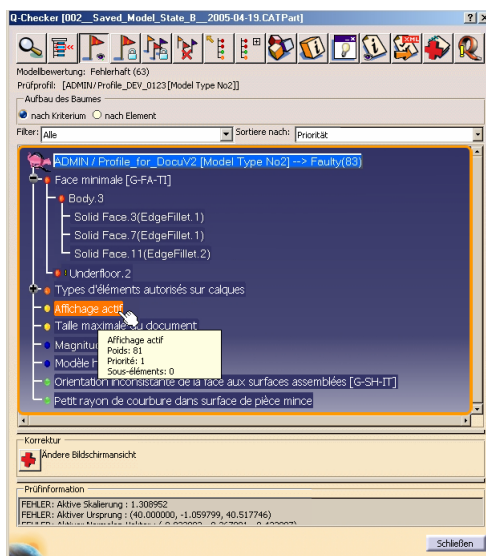 Q-Checker [002__Saved_Model_State_B__2005-04-19.CATPart]
Modellbewertung: Fehlerhaft (63)
Prüfprofil: [ADMIN/Profile_DEV_0123[Model Type No2]]
Aufbau des Baumes
nach Kriterium nach Element
Filter: Alle Sortiere nach: Priorität
ADMIN / Profile_for_DocuV2 [Model Type No2] --> Faulty(83)
Face minimale [G-FA-TI]
Body.3
Solid Face.3(EdgeFillet.1)
Solid Face.7(EdgeFillet.1)
Solid Face.11(EdgeFillet.2)
Underfloor.2
Types d'éléments autorisés sur calques
Affichage actif
Taille maximale du document
Magnitu
Modèle h
Affichage actif
Poids: 81
Priorité: 1
Sous-éléments: 0
Orientation inconsistante de la face aux surfaces assemblées [G-SH-IT]
Petit rayon de courbure dans surface de pièce mince
Korrektur
Ändere Bildschirmansicht
Prüfinformation
FEHLER: Aktive Skalierung : 1.308952
FEHLER: Aktiver Ursprung : (40.000000, -1.059799, 40.517746)
Schließen